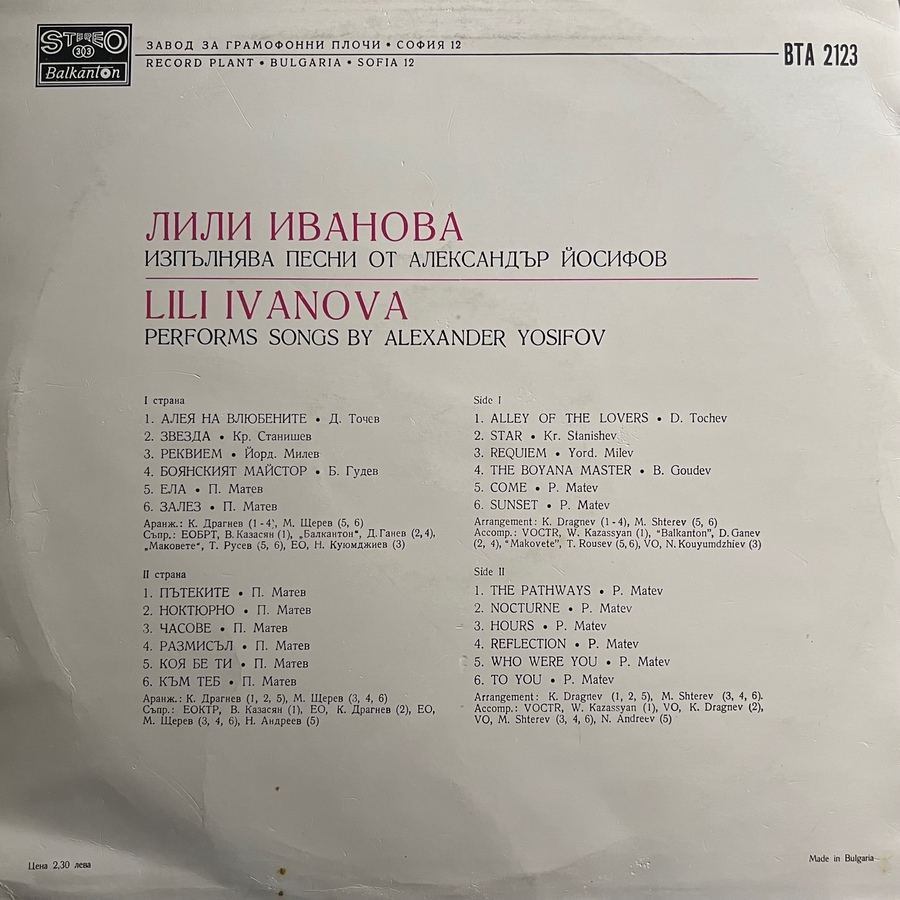 STEREO
303
Balkanton
ЗАВОД ЗА ГРАМОФОННИ ПЛОЧИ • СОФИЯ 12
RECORD PLANT • BULGARIA • SOFIA 12
ВТА 2123
ЛИЛИ ИВАНОВА
ИЗПЪЛНЯВА ПЕСНИ ОТ АЛЕКСАНДЪР ЙОСИФОВ
LILI IVANOVA
PERFORMS SONGS BY ALEXANDER YOSIFOV
I страна
1. АЛЕЯ НА ВЛЮБЕНИТЕ • Д. Точев
2. ЗВЕЗДА • Кр. Станишев
3. РЕКВИЕМ • Йорд. Милев
4. БОЯНСКИЯТ МАЙСТОР • Б. Гудев
5. ЕЛА • П. Матев
6. ЗАЛЕЗ • П. Матев
Аранж.: К. Драгнев (1-4), М. Щерев (5, 6)
Съпр.: ЕОБРТ, В. Казасян (1), „Балкантон“, Д. Ганев (2, 4),
„Маковете“, Т. Русев (5, 6), ЕО, Н. Куюмджиев (3)
II страна
1. ПЪТЕКИТЕ • П. Матев
2. НОКТЮРНО • П. Матев
3. ЧАСОВЕ • П. Матев
4. РАЗМИСЪЛ • П. Матев
5. КОЯ БЕ ТИ • П. Матев
6. КЪМ ТЕБ • П. Матев
Аранж.: К. Драгнев (1, 2, 5), М. Щерев (3, 4, 6)
Съпр.: ЕОКТР, В. Казасян (1), ЕО, К. Драгнев (2), ЕО,
М. Щерев (3, 4, 6), Н. Андреев (5)
Side I
1. ALLEY OF THE LOVERS • D. Tochev
2. STAR • Kr. Stanishev
3. REQUIEM • Yord. Milev
4. THE BOYANA MASTER • B. Goudev
5. COME • P. Matev
6. SUNSET • P. Matev
Arrangement: K. Dragnev (1-4), M. Shterev (5, 6)
Accomp.: VOCTR, W. Kazassyan (1), “Balkanton”, D. Ganev
(2, 4), “Makovete”, T. Rousev (5, 6), VO, N. Kouyumdzhiev (3)
Side II
1. THE PATHWAYS • P. Matev
2. NOCTURNE • P. Matev
3. HOURS • P. Matev
4. REFLECTION • P. Matev
5. WHO WERE YOU • P. Matev
6. TO YOU • P. Matev
Arrangement: K. Dragnev (1, 2, 5), M. Shterev (3, 4, 6).
Accomp.: VOCTR, W. Kazassyan (1), VO, K. Dragnev (2),
VO, M. Shterev (3, 4, 6), N. Andreev (5)
Цена 2,30 лева
Made in Bulgaria